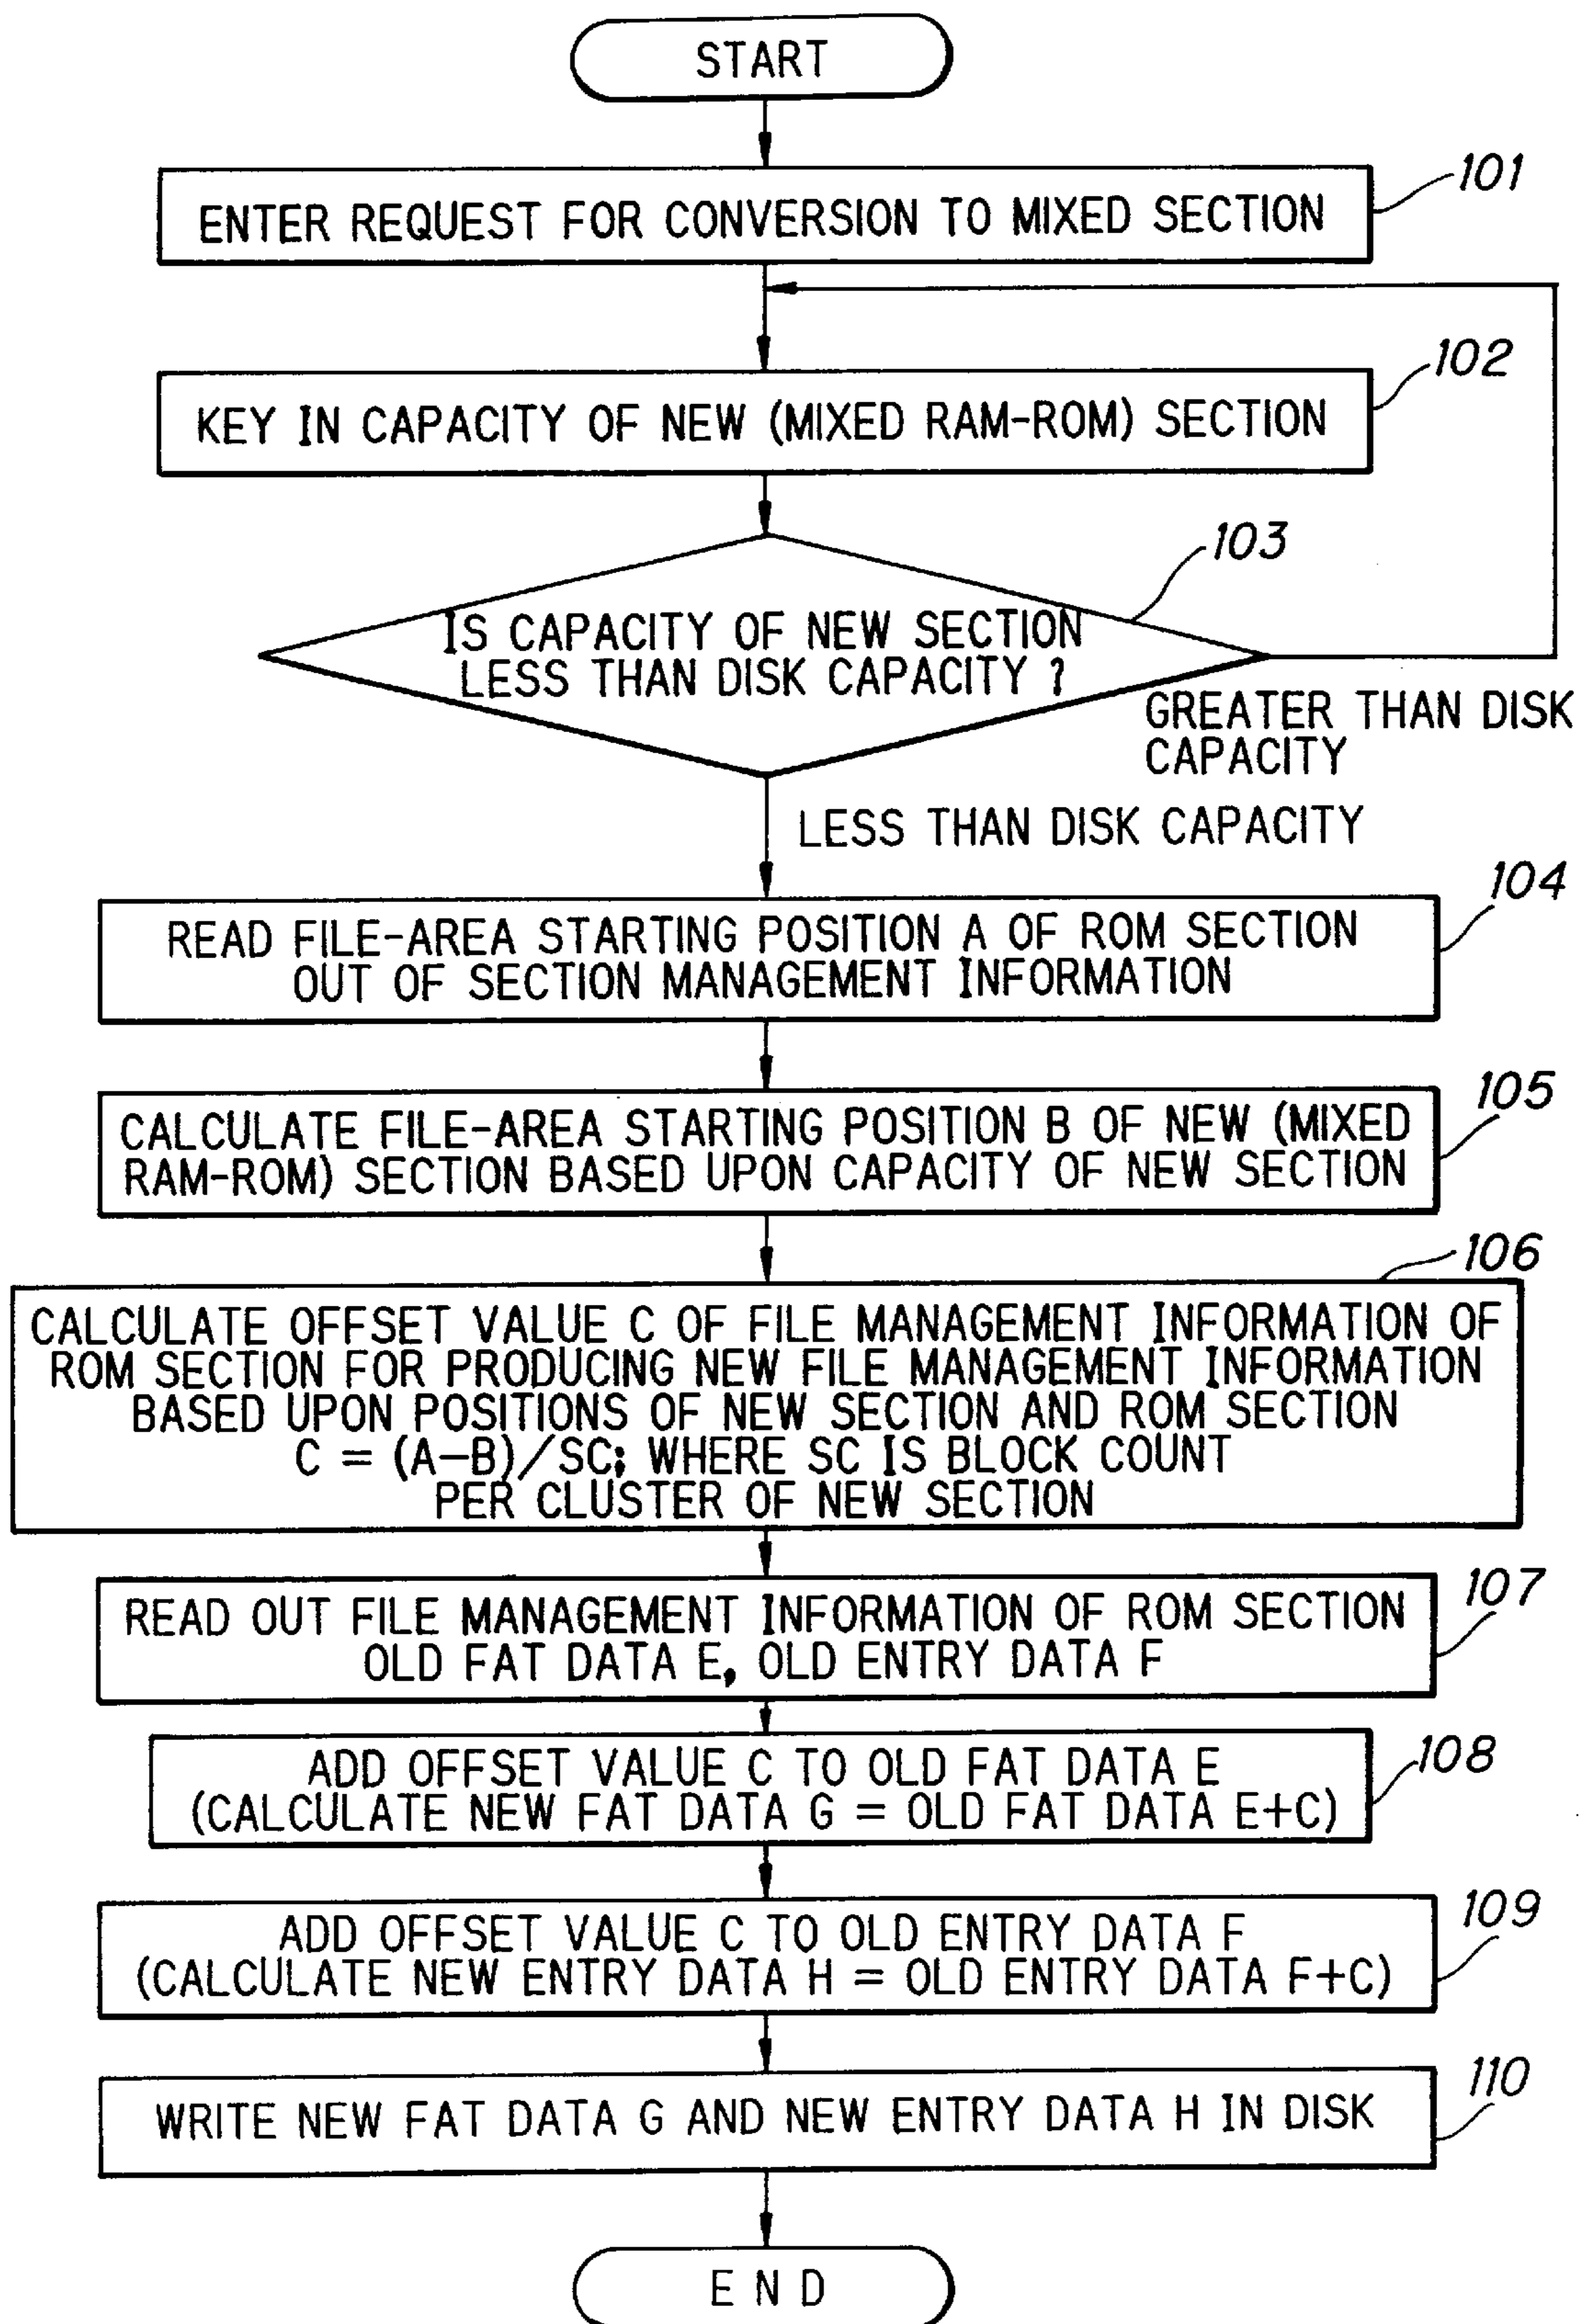 START
101
ENTER REQUEST FOR CONVERSION TO MIXED SECTION
102
KEY IN CAPACITY OF NEW (MIXED RAM-ROM) SECTION
103
IS CAPACITY OF NEW SECTION
LESS THAN DISK CAPACITY ?
GREATER THAN DISK
CAPACITY
LESS THAN DISK CAPACITY
104
READ FILE-AREA STARTING POSITION A OF ROM SECTION
OUT OF SECTION MANAGEMENT INFORMATION
105
CALCULATE FILE-AREA STARTING POSITION B OF NEW (MIXED
RAM-ROM) SECTION BASED UPON CAPACITY OF NEW SECTION
106
CALCULATE OFFSET VALUE C OF FILE MANAGEMENT INFORMATION OF
ROM SECTION FOR PRODUCING NEW FILE MANAGEMENT INFORMATION
BASED UPON POSITIONS OF NEW SECTION AND ROM SECTION
C = (A-B)/SC; WHERE SC IS BLOCK COUNT
PER CLUSTER OF NEW SECTION
107
READ OUT FILE MANAGEMENT INFORMATION OF ROM SECTION
OLD FAT DATA E, OLD ENTRY DATA F
108
ADD OFFSET VALUE C TO OLD FAT DATA E
(CALCULATE NEW FAT DATA G = OLD FAT DATA E+C)
109
ADD OFFSET VALUE C TO OLD ENTRY DATA F
(CALCULATE NEW ENTRY DATA H = OLD ENTRY DATA F+C)
110
WRITE NEW FAT DATA G AND NEW ENTRY DATA H IN DISK
END